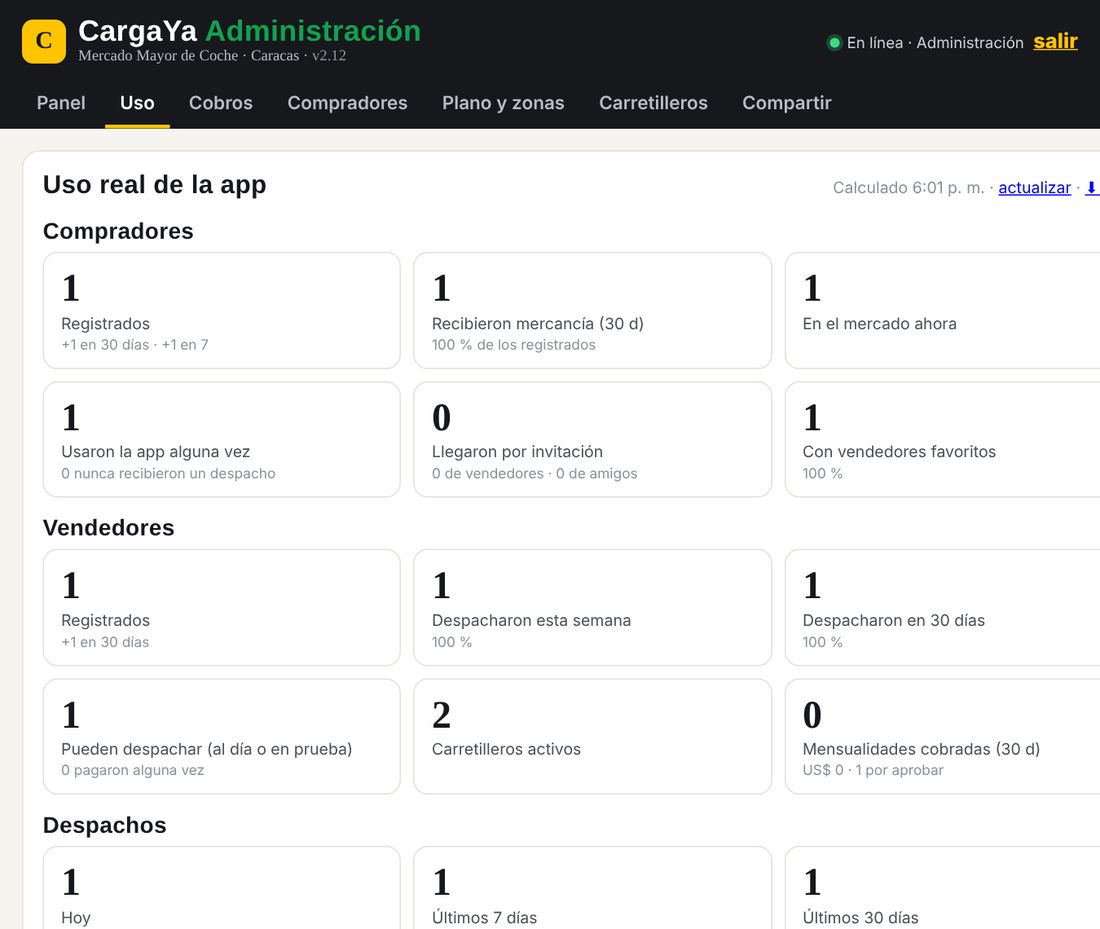 C
CargaYa Administración
Mercado Mayor de Coche · Caracas · v2.12
En línea · Administración salir
Panel Uso Cobros Compradores Plano y zonas Carretilleros Compartir
Uso real de la app
Calculado 6:01 p. m. · actualizar · ⬇
Compradores
1
Registrados
+1 en 30 días · +1 en 7
1
Recibieron mercancía (30 d)
100 % de los registrados
1
En el mercado ahora
1
Usaron la app alguna vez
0 nunca recibieron un despacho
0
Llegaron por invitación
0 de vendedores · 0 de amigos
1
Con vendedores favoritos
100 %
Vendedores
1
Registrados
+1 en 30 días
1
Despacharon esta semana
100 %
1
Despacharon en 30 días
100 %
1
Pueden despachar (al día o en prueba)
0 pagaron alguna vez
2
Carretilleros activos
0
Mensualidades cobradas (30 d)
US$ 0 · 1 por aprobar
Despachos
1
Hoy
1
Últimos 7 días
1
Últimos 30 días